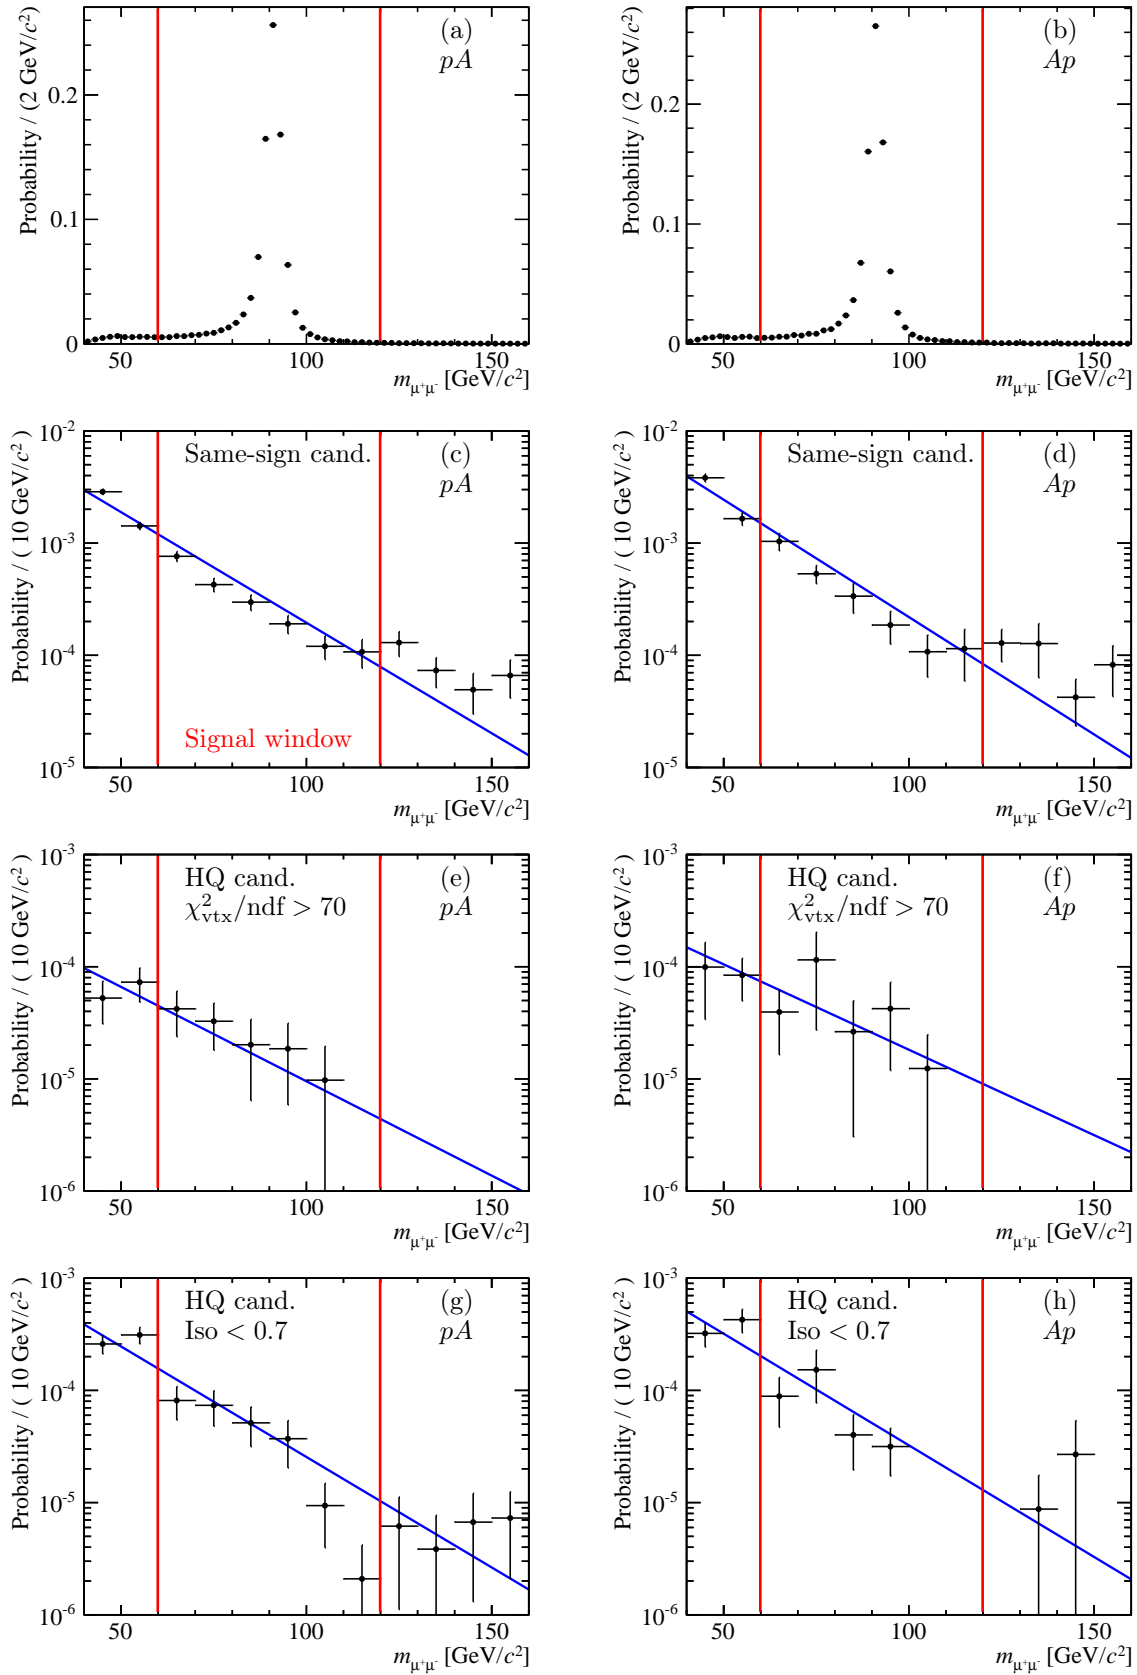 Probability / (2 GeV/c²)
0.2
0.1
0
(a)
pA
50 100 150
m_μ⁺μ⁻ [GeV/c²]
Probability / (2 GeV/c²)
0.2
0.1
0
(b)
Ap
50 100 150
m_μ⁺μ⁻ [GeV/c²]
Probability / ( 10 GeV/c² )
10⁻²
10⁻³
10⁻⁴
10⁻⁵
Same-sign cand. (c)
pA
Signal window
50 100 150
m_μ⁺μ⁻ [GeV/c²]
Probability / ( 10 GeV/c² )
10⁻²
10⁻³
10⁻⁴
10⁻⁵
Same-sign cand. (d)
Ap
50 100 150
m_μ⁺μ⁻ [GeV/c²]
Probability / ( 10 GeV/c² )
10⁻³
10⁻⁴
10⁻⁵
10⁻⁶
HQ cand. (e)
χ²_vtx/ndf > 70 pA
50 100 150
m_μ⁺μ⁻ [GeV/c²]
Probability / ( 10 GeV/c² )
10⁻³
10⁻⁴
10⁻⁵
10⁻⁶
HQ cand. (f)
χ²_vtx/ndf > 70 Ap
50 100 150
m_μ⁺μ⁻ [GeV/c²]
Probability / ( 10 GeV/c² )
10⁻³
10⁻⁴
10⁻⁵
10⁻⁶
HQ cand. (g)
Iso < 0.7 pA
50 100 150
m_μ⁺μ⁻ [GeV/c²]
Probability / ( 10 GeV/c² )
10⁻³
10⁻⁴
10⁻⁵
10⁻⁶
HQ cand. (h)
Iso < 0.7 Ap
50 100 150
m_μ⁺μ⁻ [GeV/c²]